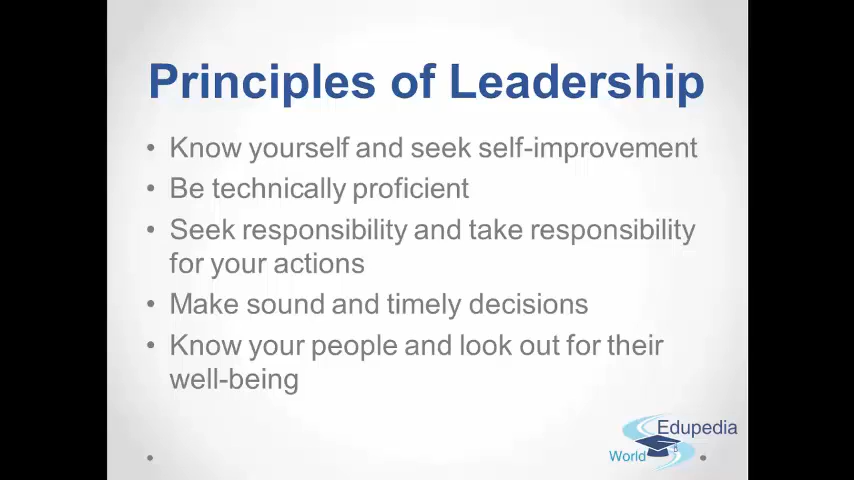 Principles of Leadership
• Know yourself and seek self-improvement
• Be technically proficient
• Seek responsibility and take responsibility
for your actions
• Make sound and timely decisions
• Know your people and look out for their
well-being
Edupedia
World